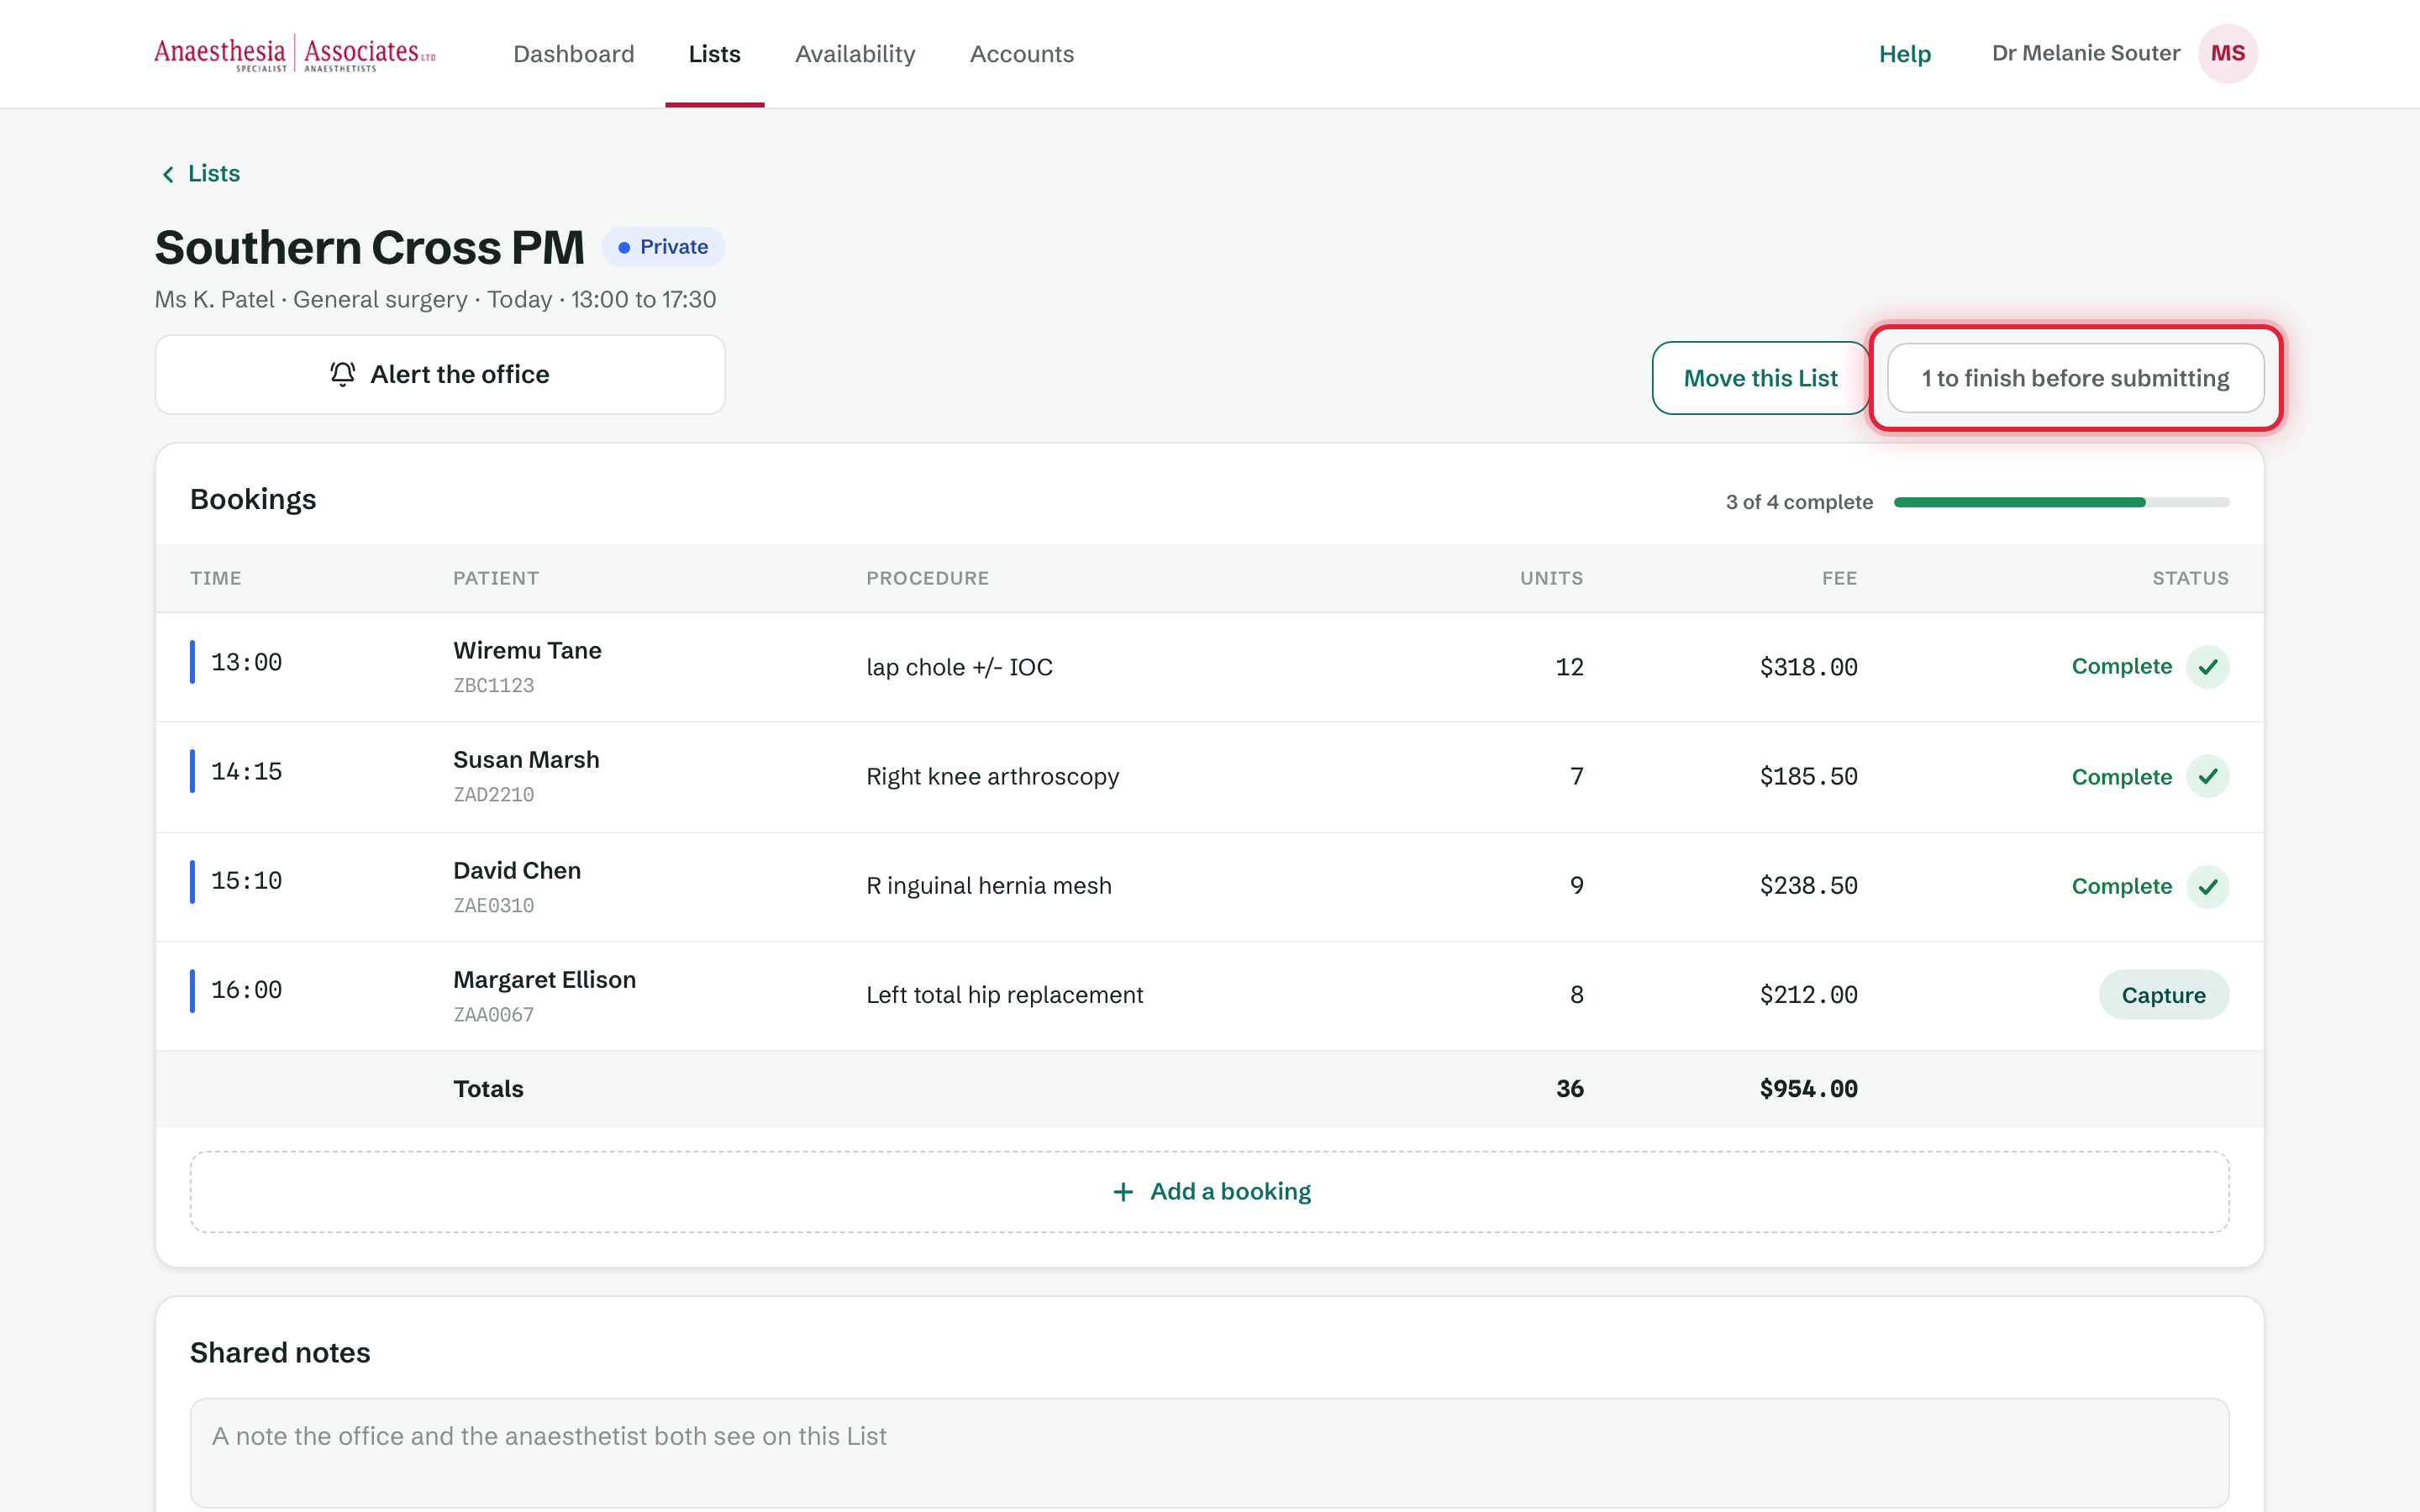 Anaesthesia Associates LTD
SPECIALIST ANAESTHETISTS
Dashboard Lists Availability Accounts Help Dr Melanie Souter MS
Lists
Southern Cross PM Private
Ms K. Patel · General surgery · Today · 13:00 to 17:30
Alert the office Move this List 1 to finish before submitting
Bookings 3 of 4 complete
TIME PATIENT PROCEDURE UNITS FEE STATUS
13:00 Wiremu Tane lap chole +/- IOC 12 $318.00 Complete
ZBC1123
14:15 Susan Marsh Right knee arthroscopy 7 $185.50 Complete
ZAD2210
15:10 David Chen R inguinal hernia mesh 9 $238.50 Complete
ZAE0310
16:00 Margaret Ellison Left total hip replacement 8 $212.00 Capture
ZAA0067
Totals 36 $954.00
+ Add a booking
Shared notes
A note the office and the anaesthetist both see on this List